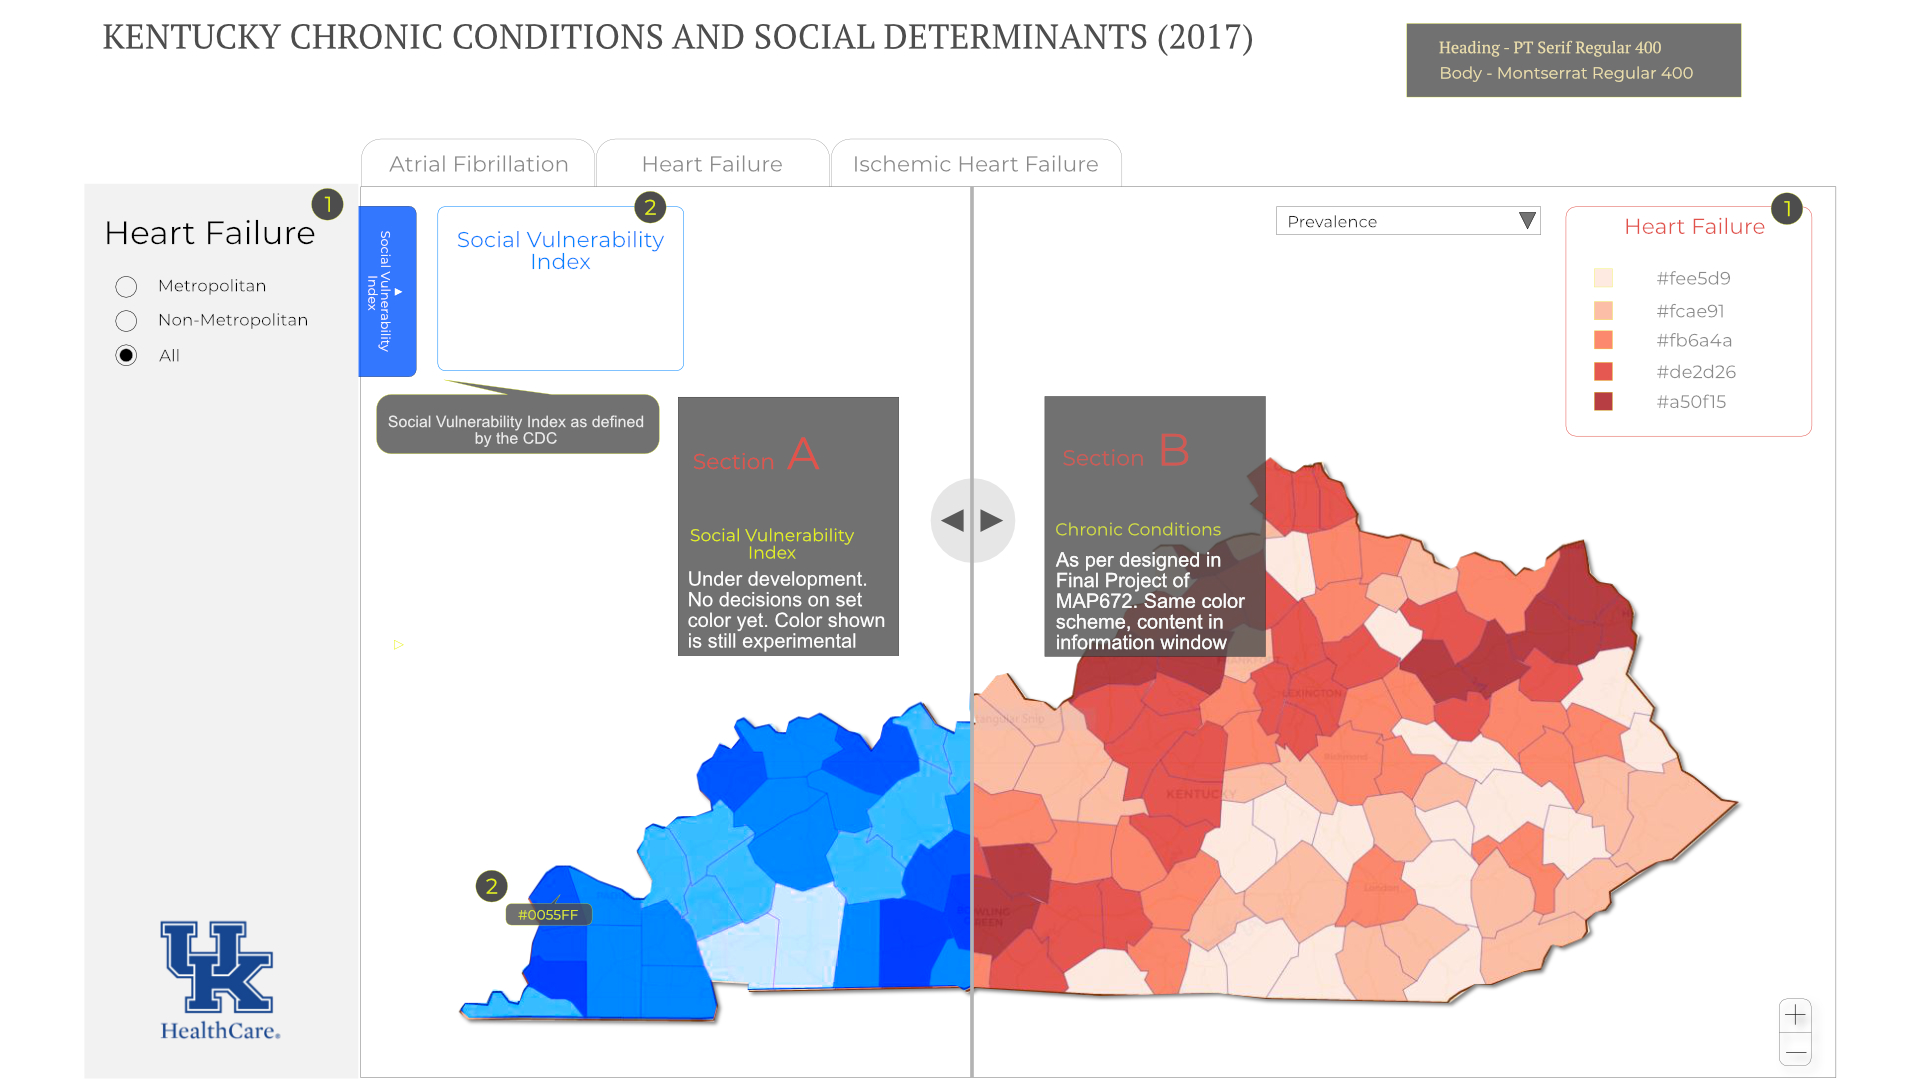 KENTUCKY CHRONIC CONDITIONS AND SOCIAL DETERMINANTS (2017)
Heading - PT Serif Regular 400
Body - Montserrat Regular 400
Atrial Fibrillation
Heart Failure
Ischemic Heart Failure
1
Heart Failure
Metropolitan
Non-Metropolitan
All
Social Vulnerability
Index
2
Social Vulnerability
Index
Social Vulnerability Index as defined
by the CDC
Section A
Social Vulnerability
Index
Under development.
No decisions on set
color yet. Color shown
is still experimental
Section B
Chronic Conditions
As per designed in
Final Project of
MAP672. Same color
scheme, content in
information window
Prevalence
1
Heart Failure
#fee5d9
#fcae91
#fb6a4a
#de2d26
#a50f15
FRANKFORT
LEXINGTON
Richmond
KENTUCKY
London
BOWLING
GREEN
2
#0055FF
UK
HealthCare.